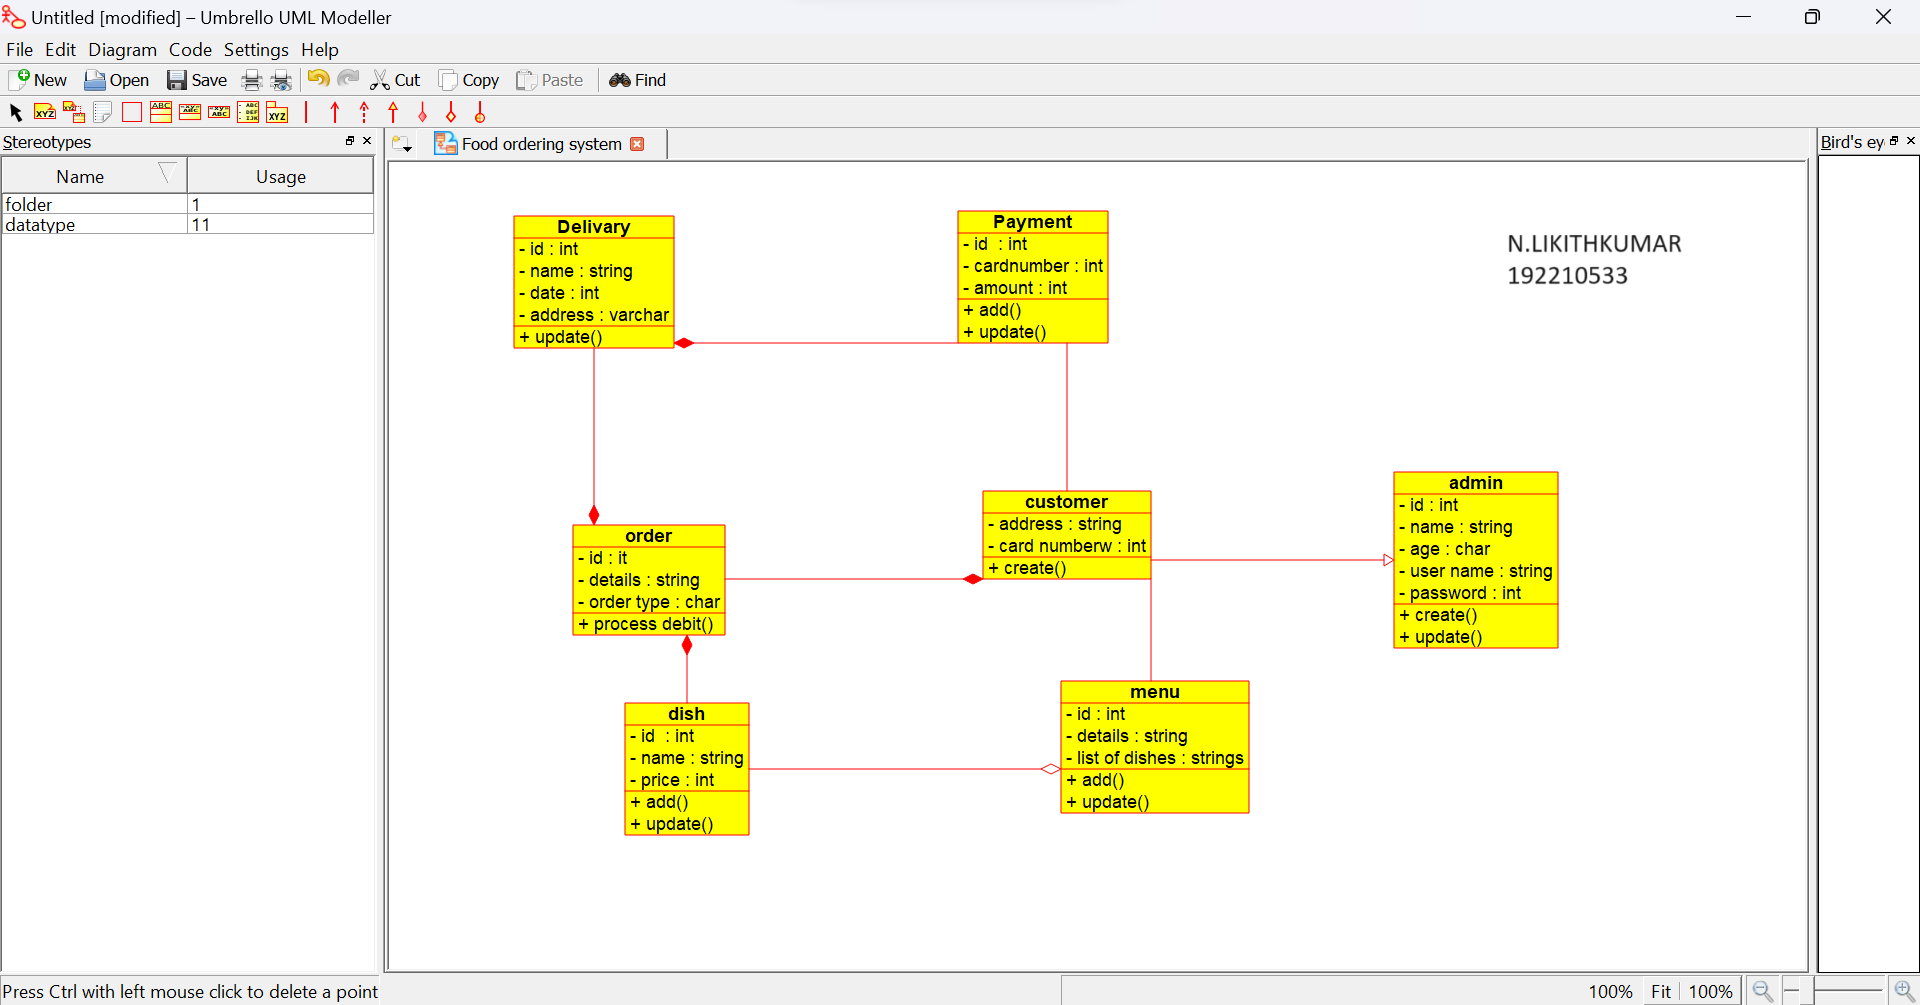 Untitled [modified] – Umbrello UML Modeller
File Edit Diagram Code Settings Help
New Open Save Cut Copy Paste Find
Stereotypes
Name Usage
folder 1
datatype 11
Food ordering system
Bird's ey
N.LIKITHKUMAR
192210533
Delivary
- id : int
- name : string
- date : int
- address : varchar
+ update()
Payment
- id : int
- cardnumber : int
- amount : int
+ add()
+ update()
customer
- address : string
- card numberw : int
+ create()
admin
- id : int
- name : string
- age : char
- user name : string
- password : int
+ create()
+ update()
order
- id : it
- details : string
- order type : char
+ process debit()
dish
- id : int
- name : string
- price : int
+ add()
+ update()
menu
- id : int
- details : string
- list of dishes : strings
+ add()
+ update()
Press Ctrl with left mouse click to delete a point
100% Fit 100%